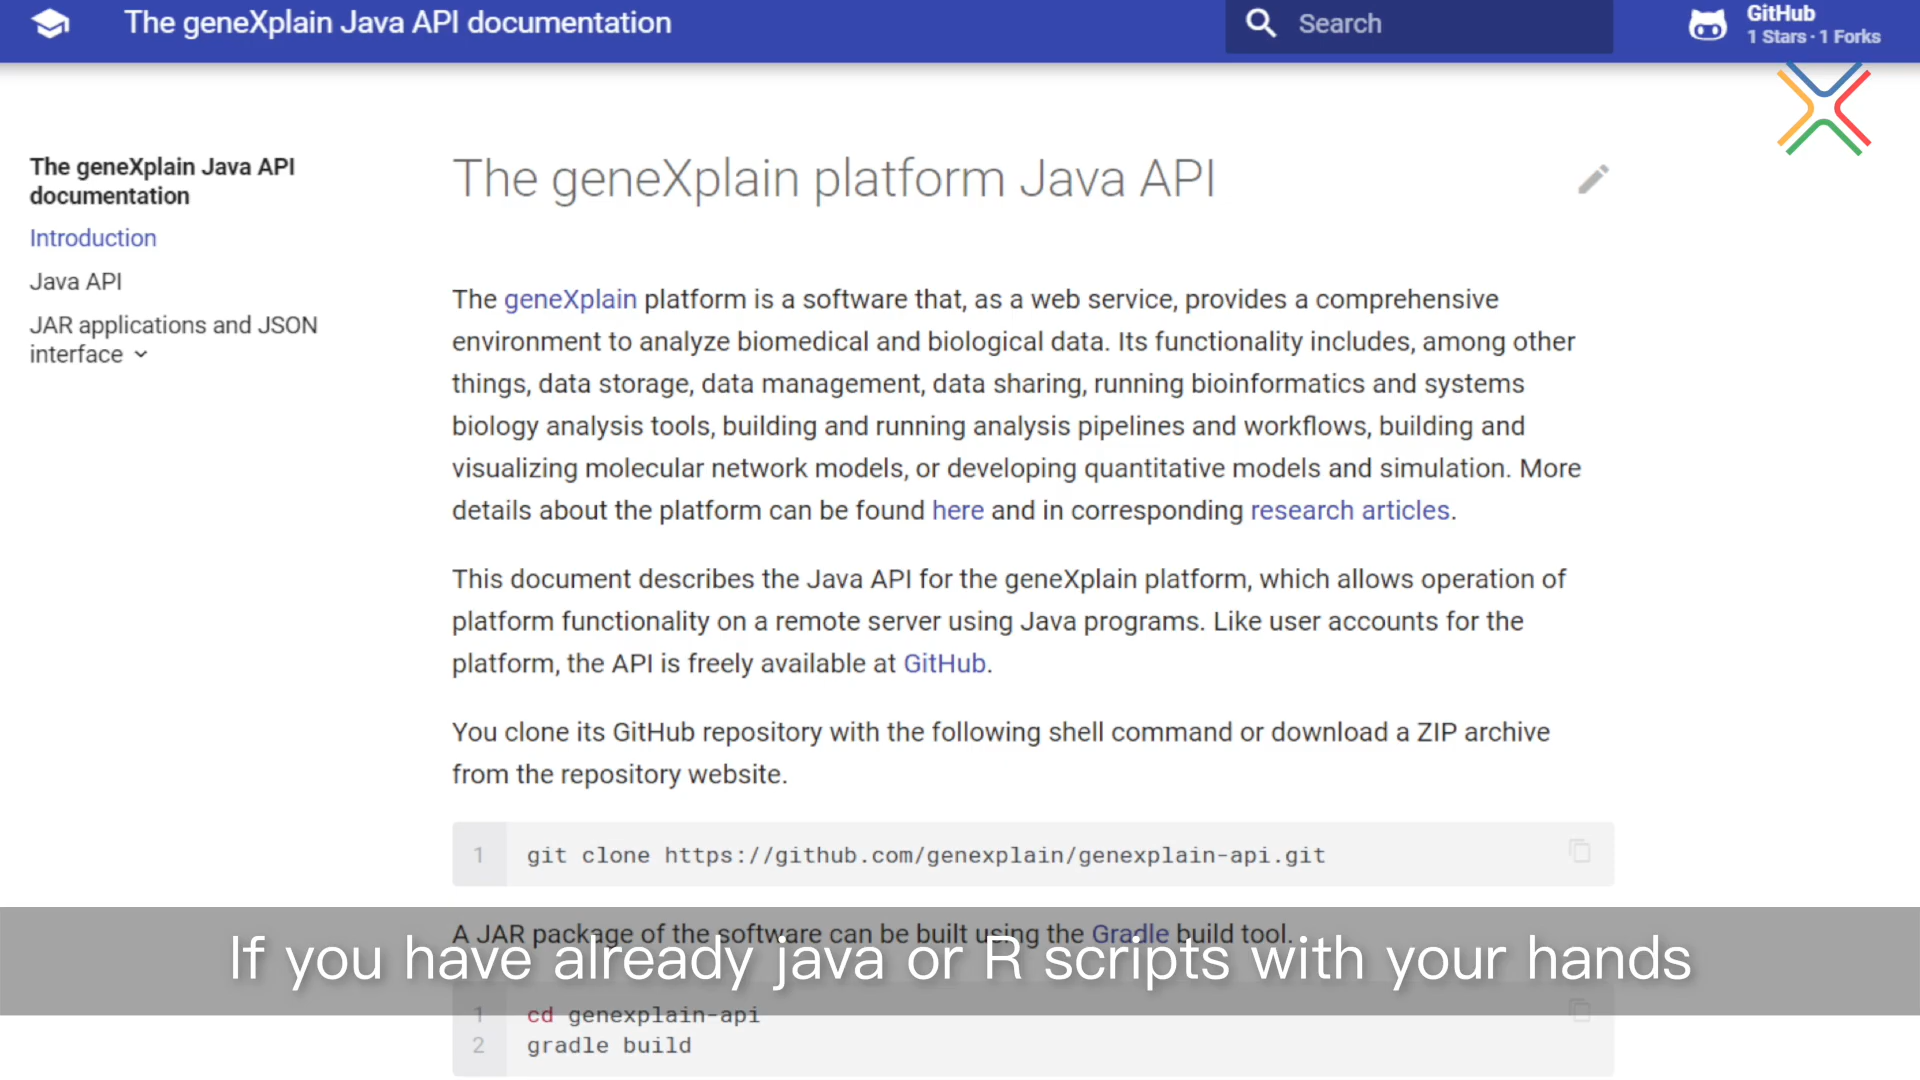 The geneXplain Java API documentation
Search
GitHub
1 Stars · 1 Forks
The geneXplain Java API
documentation
Introduction
Java API
JAR applications and JSON
interface
The geneXplain platform Java API
The geneXplain platform is a software that, as a web service, provides a comprehensive
environment to analyze biomedical and biological data. Its functionality includes, among other
things, data storage, data management, data sharing, running bioinformatics and systems
biology analysis tools, building and running analysis pipelines and workflows, building and
visualizing molecular network models, or developing quantitative models and simulation. More
details about the platform can be found here and in corresponding research articles.
This document describes the Java API for the geneXplain platform, which allows operation of
platform functionality on a remote server using Java programs. Like user accounts for the
platform, the API is freely available at GitHub.
You clone its GitHub repository with the following shell command or download a ZIP archive
from the repository website.
1 git clone https://github.com/genexplain/genexplain-api.git
A JAR package of the software can be built using the Gradle build tool.
If you have already java or R scripts with your hands
1 cd genexplain-api
2 gradle build